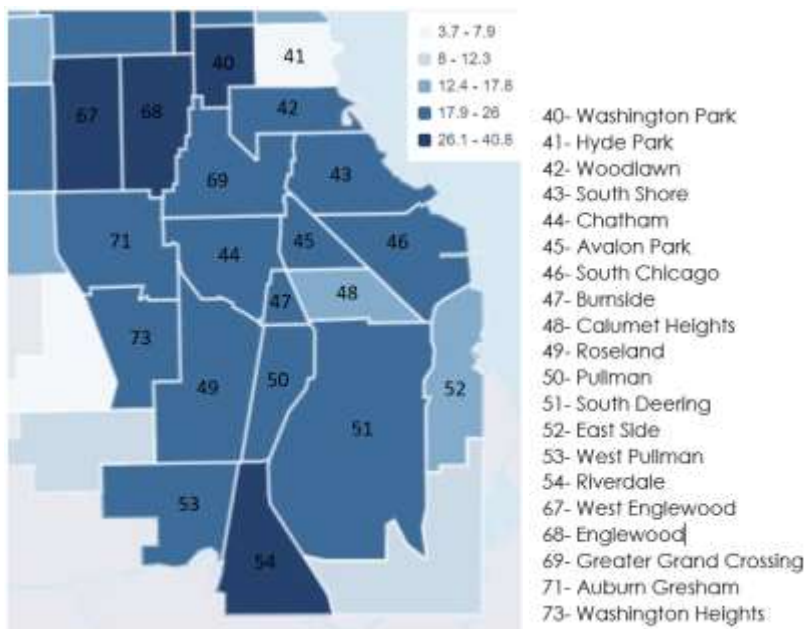 3.7 - 7.9
8 - 12.3
12.4 - 17.8
17.9 - 26
26.1 - 40.8
40
41
67
68
42
69
43
71
44
45
46
47
48
73
49
50
51
52
53
54
40- Washington Park
41- Hyde Park
42- Woodlawn
43- South Shore
44- Chatham
45- Avalon Park
46- South Chicago
47- Burnside
48- Calumet Heights
49- Roseland
50- Pullman
51- South Deering
52- East Side
53- West Pullman
54- Riverdale
67- West Englewood
68- Englewood
69- Greater Grand Crossing
71- Auburn Gresham
73- Washington Heights